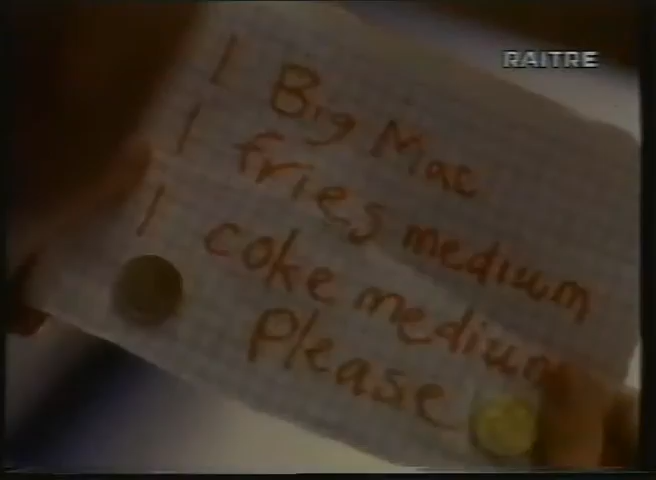 RAITRE
1 Big Mac
1 fries medium
1 coke medium
Please